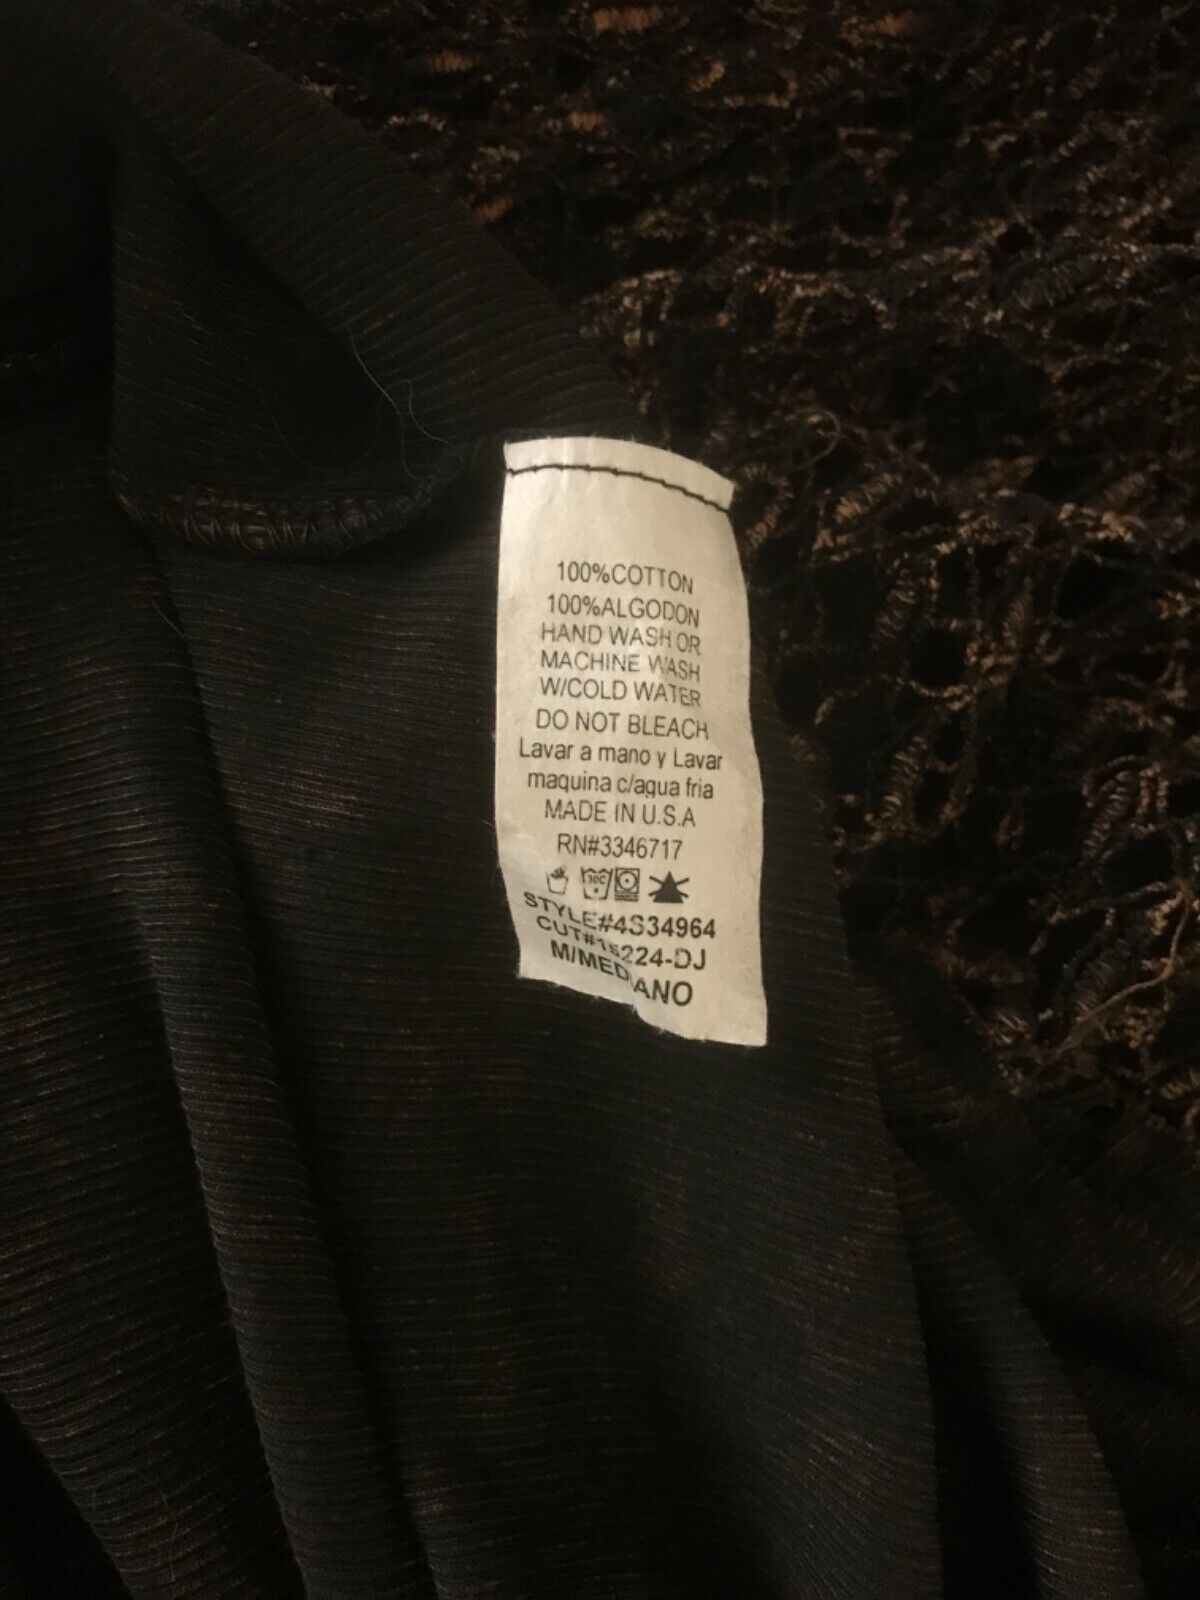 100%COTTON
100%ALGODON
HAND WASH OR
MACHINE WASH
W/COLD WATER
DO NOT BLEACH
Lavar a mano y Lavar
maquina c/agua fria
MADE IN U.S.A
RN#3346717
30C
STYLE#4S34964
M/MEDIANO